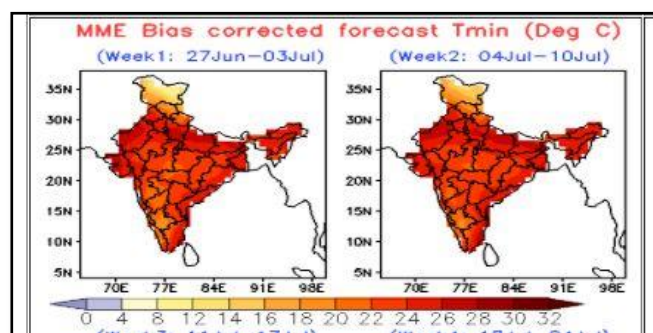 MME Bias corrected forecast Tmin (Deg C)
(Week1: 27Jun-03Jul) (Week2: 04Jul-10Jul)
35N 35N
30N 30N
25N 25N
20N 20N
15N 15N
10N 10N
5N 5N
70E 77E 84E 91E 98E 70E 77E 84E 91E 98E
0 4 8 12 14 16 18 20 22 24 26 28 30 32